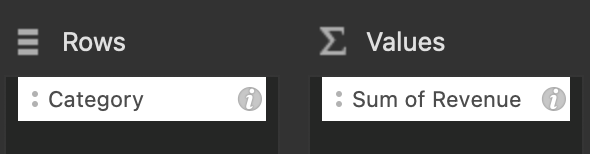 Rows
Category
Values
Sum of Revenue